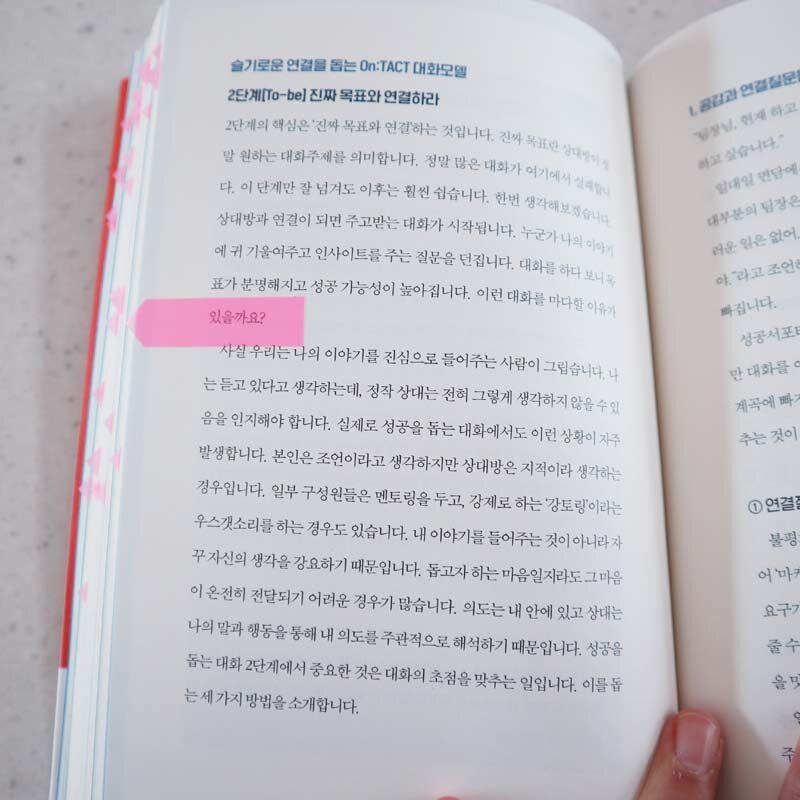 슬기로운 연결을 돕는 On:TACT 대화모델
2단계[To-be] 진짜 목표와 연결하라
2단계의 핵심은 '진짜 목표와 연결'하는 것입니다. 진짜 목표란 상대방이 정
말 원하는 대화주제를 의미합니다. 정말 많은 대화가 여기에서 실패합니
다. 이 단계만 잘 넘겨도 이후는 훨씬 쉽습니다. 한번 생각해보겠습니다.
상대방과 연결이 되면 주고받는 대화가 시작됩니다. 누군가 나의 이야기
에 귀 기울여주고 인사이트를 주는 질문을 던집니다. 대화를 하다 보니 목
표가 분명해지고 성공 가능성이 높아집니다. 이런 대화를 마다할 이유가
있을까요?
사실 우리는 나의 이야기를 진심으로 들어주는 사람이 그립습니다. 나
는 듣고 있다고 생각하는데, 정작 상대는 전혀 그렇게 생각하지 않을 수 있
음을 인지해야 합니다. 실제로 성공을 돕는 대화에서도 이런 상황이 자주
발생합니다. 본인은 조언이라고 생각하지만 상대방은 지적이라 생각하는
경우입니다. 일부 구성원들은 멘토링을 두고, 강제로 하는 '강토링'이라는
우스갯소리를 하는 경우도 있습니다. 내 이야기를 들어주는 것이 아니라 자
꾸 자신의 생각을 강요하기 때문입니다. 돕고자 하는 마음일지라도 그 마음
이 온전히 전달되기 어려운 경우가 많습니다. 의도는 내 안에 있고 상대는
나의 말과 행동을 통해 내 의도를 주관적으로 해석하기 때문입니다. 성공을
돕는 대화 2단계에서 중요한 것은 대화의 초점을 맞추는 일입니다. 이를 돕
는 세 가지 방법을 소개합니다.
1. 공감과 연결질문
"팀장님, 현재 하고
하고 싶습니다."
일대일 면담에
대부분의 팀장은
러운 일은 없어,
야."라고 조언하
빠집니다.
성공서포터
만 대화를 이
계곡에 빠지
추는 것이
① 연결질
불평
어 '마케
요구가
줄 수
을 맞
주